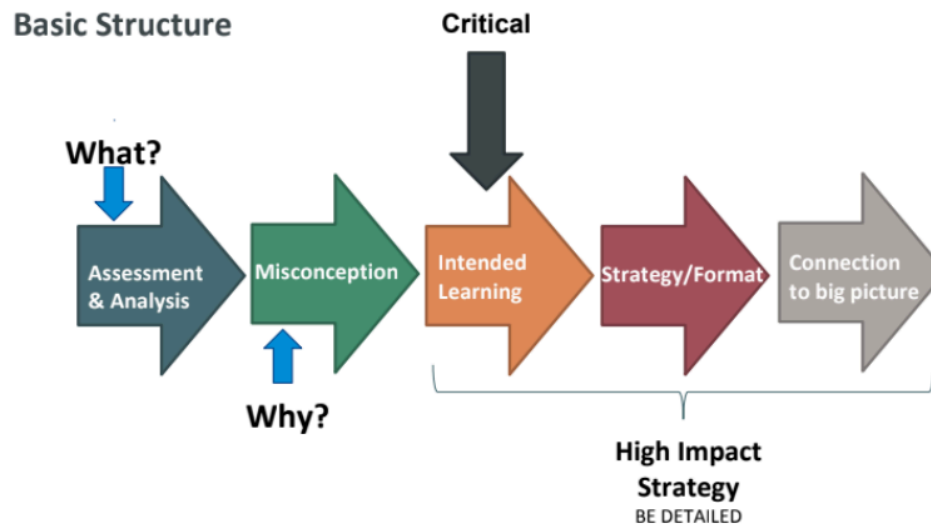 Basic Structure
Critical
What?
Assessment
& Analysis
Misconception
Intended
Learning
Strategy/Format
Connection
to big picture
Why?
High Impact
Strategy
BE DETAILED